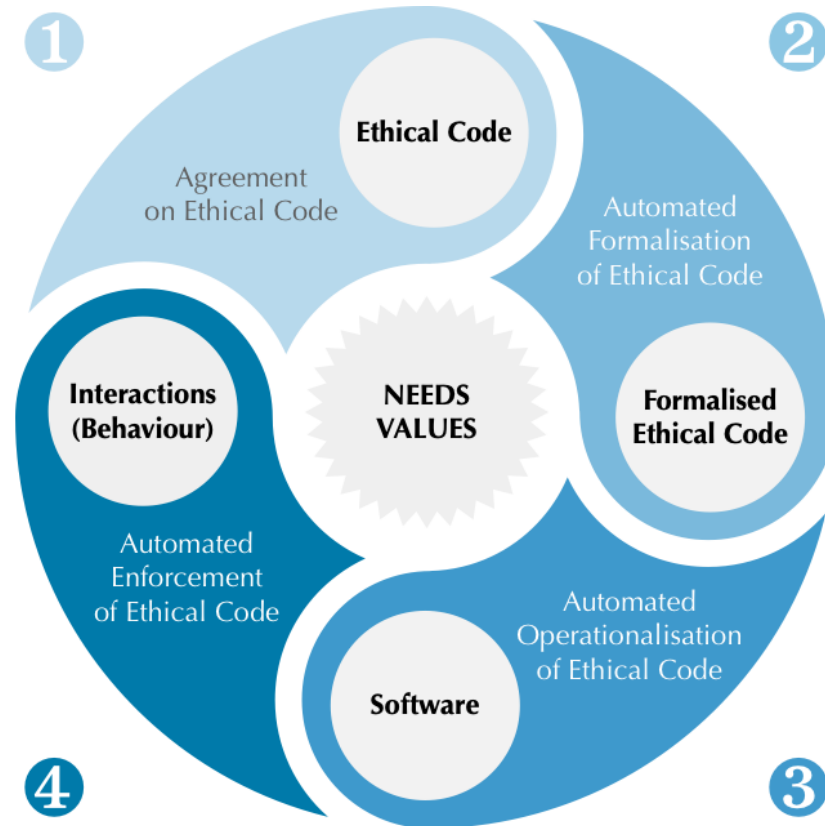 1
Ethical Code
Agreement
on Ethical Code
2
Automated
Formalisation
of Ethical Code
Formalised
Ethical Code
NEEDS
VALUES
Interactions
(Behaviour)
Automated
Enforcement
of Ethical Code
4
Automated
Operationalisation
of Ethical Code
Software
3